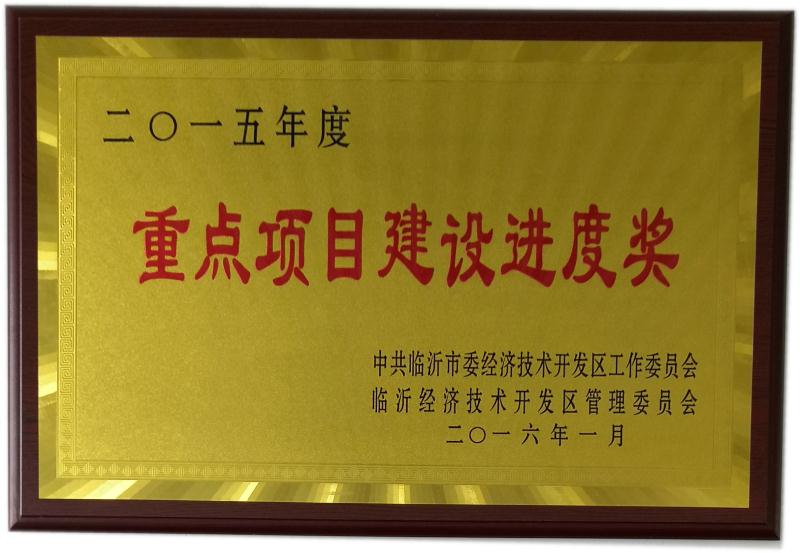 二〇一五年度
重点项目建设进度奖
中共临沂市委经济技术开发区工作委员会
临沂经济技术开发区管理委员会
二〇一六年一月